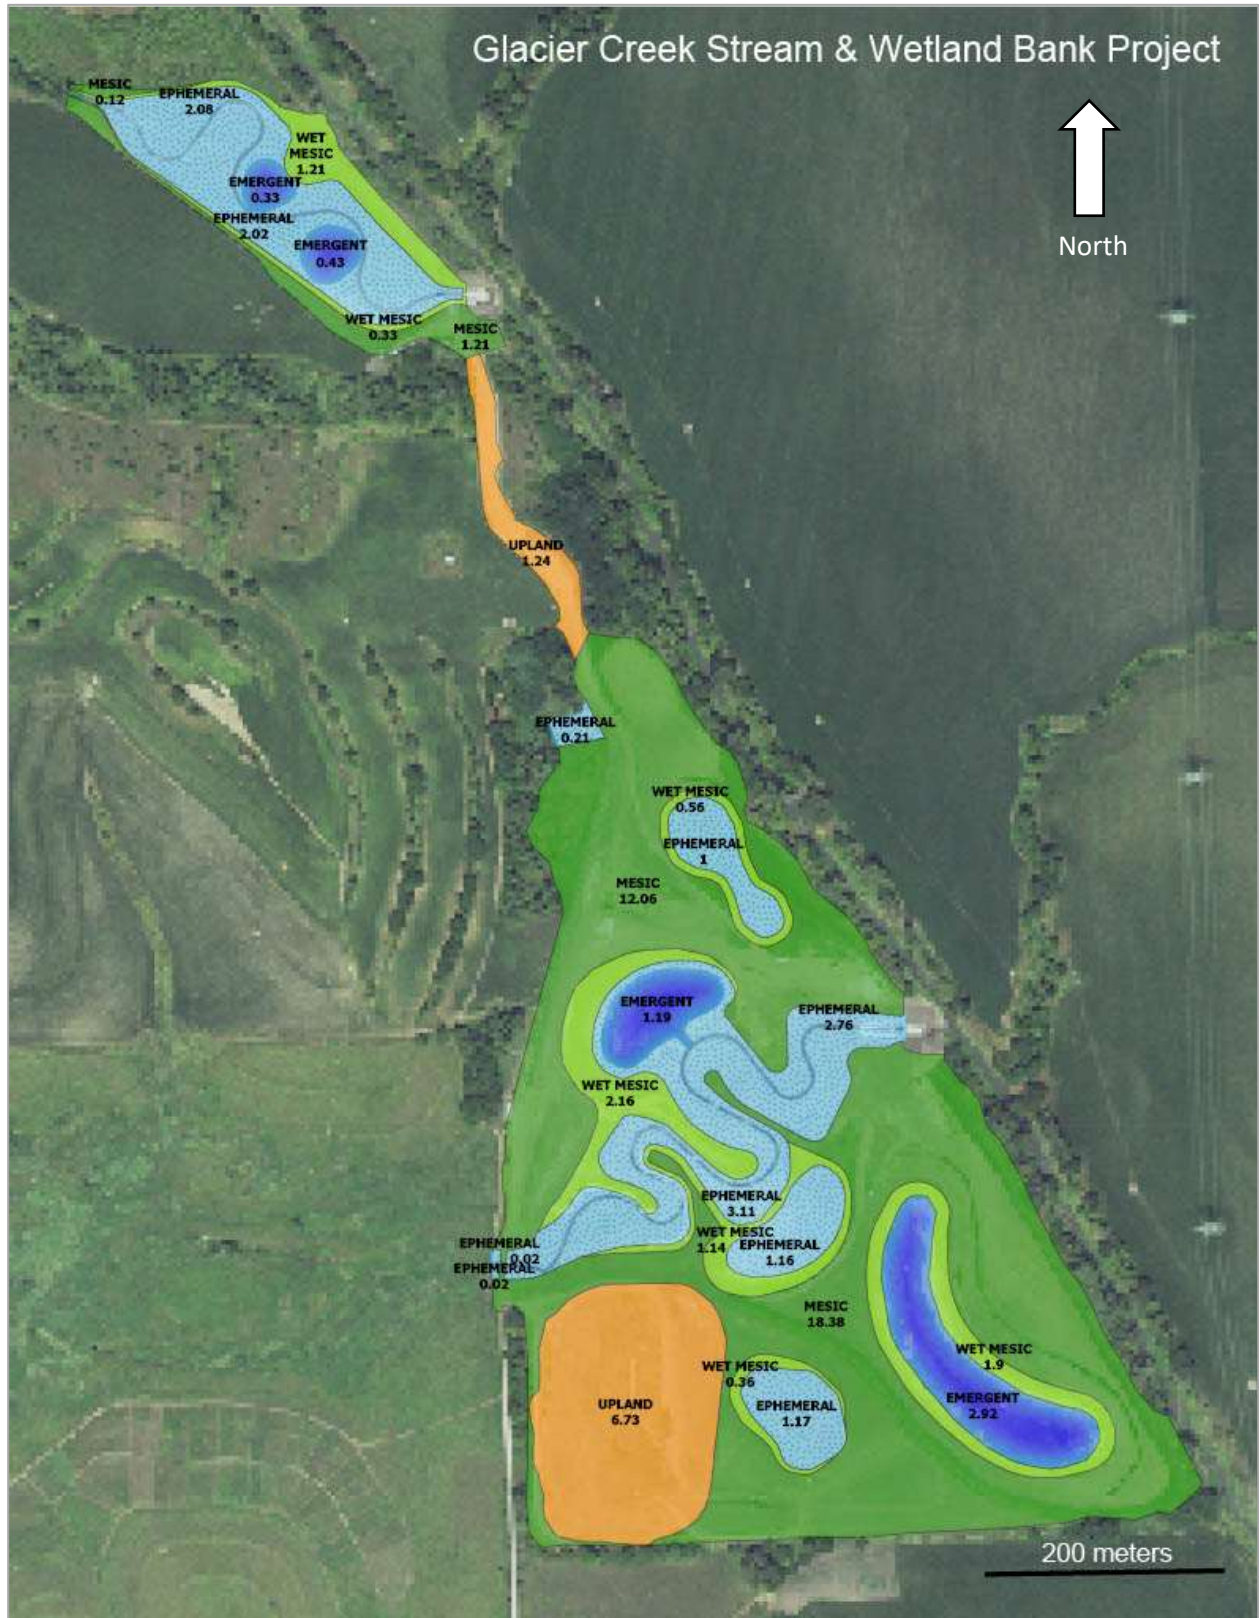 Glacier Creek Stream & Wetland Bank Project
North
MESIC
0.12
EPHEMERAL
2.08
WET
MESIC
1.21
EMERGENT
0.33
EPHEMERAL
2.02
EMERGENT
0.43
WET MESIC
0.33
MESIC
1.21
UPLAND
1.24
EPHEMERAL
0.21
WET MESIC
0.56
EPHEMERAL
1
MESIC
12.06
EMERGENT
1.19
EPHEMERAL
2.76
WET MESIC
2.16
EPHEMERAL
3.11
WET MESIC
1.14
EPHEMERAL
1.16
EPHEMERAL
0.02
EPHEMERAL
0.02
MESIC
18.38
WET MESIC
1.9
EMERGENT
2.92
WET MESIC
0.36
EPHEMERAL
1.17
UPLAND
6.73
200 meters